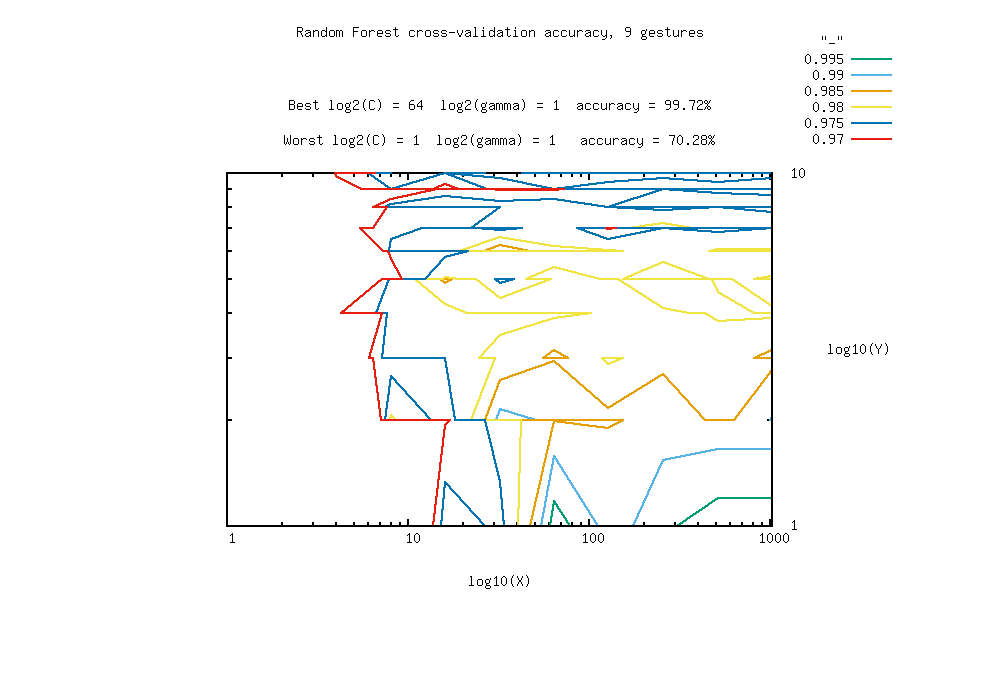 Random Forest cross-validation accuracy, 9 gestures
"_"
0.995
0.99
0.985
0.98
0.975
0.97
Best log2(C) = 64  log2(gamma) = 1  accuracy = 99.72%
Worst log2(C) = 1  log2(gamma) = 1   accuracy = 70.28%
10
log10(Y)
1
1 10 100 1000
log10(X)